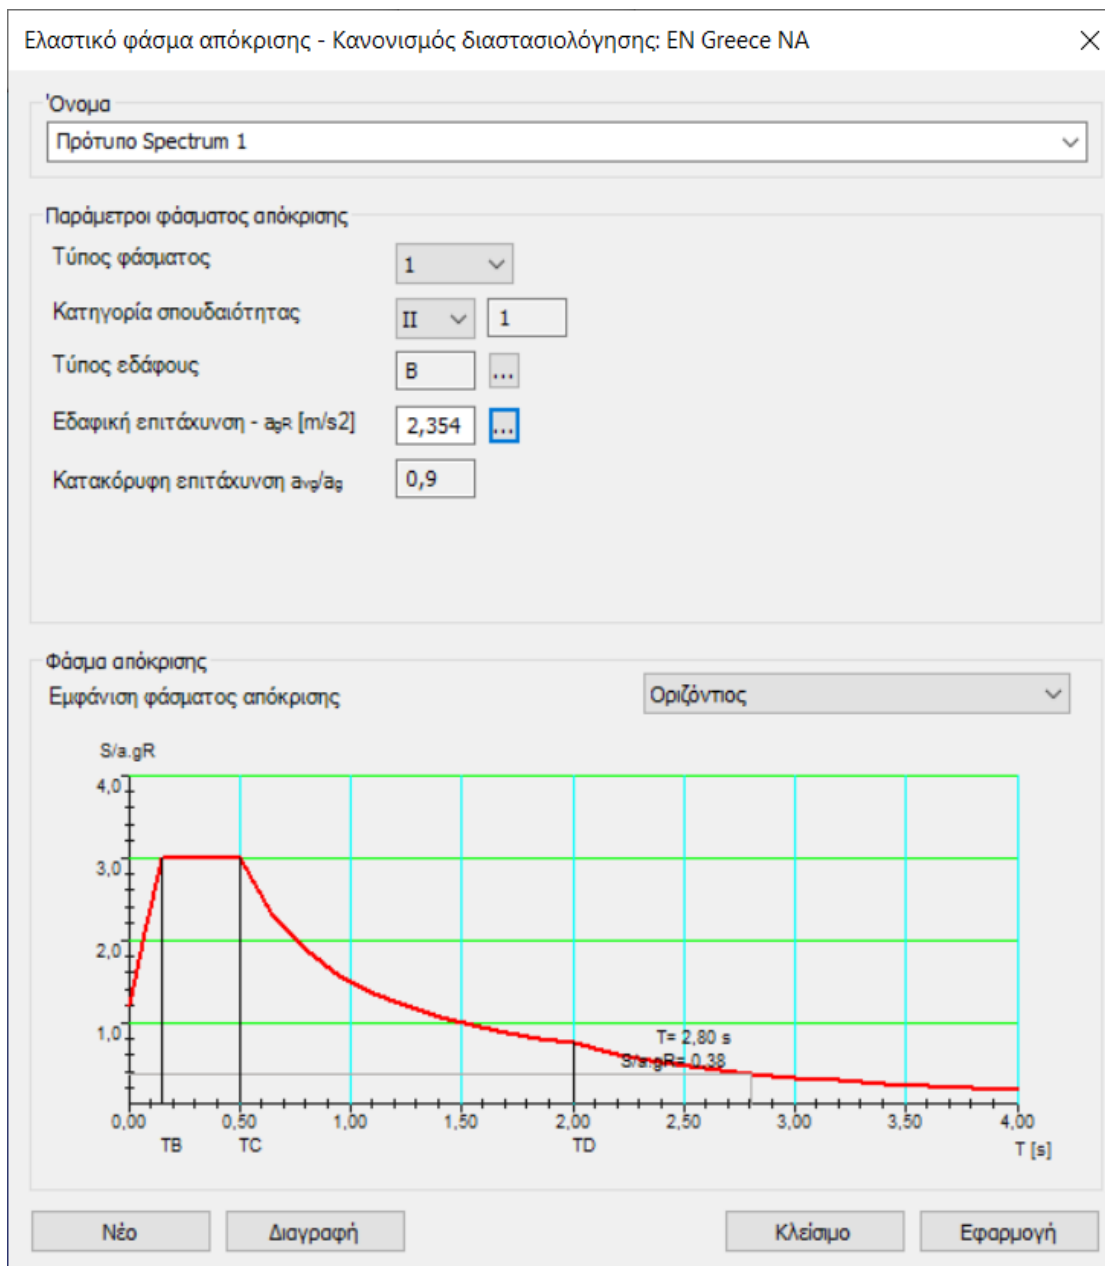 Ελαστικό φάσμα απόκρισης - Κανονισμός διαστασιολόγησης: EN Greece NA
Όνομα
Πρότυπο Spectrum 1
Παράμετροι φάσματος απόκρισης
Τύπος φάσματος 1
Κατηγορία σπουδαιότητας II 1
Τύπος εδάφους B ...
Εδαφική επιτάχυνση - agR [m/s2] 2,354 ...
Κατακόρυφη επιτάχυνση avg/ag 0,9
Φάσμα απόκρισης
Εμφάνιση φάσματος απόκρισης Οριζόντιος
S/a.gR
4,0
3,0
2,0
1,0
T= 2,80 s
S/a.gR= 0,38
0,00 0,50 1,00 1,50 2,00 2,50 3,00 3,50 4,00
TB TC TD T [s]
Νέο Διαγραφή Κλείσιμο Εφαρμογή